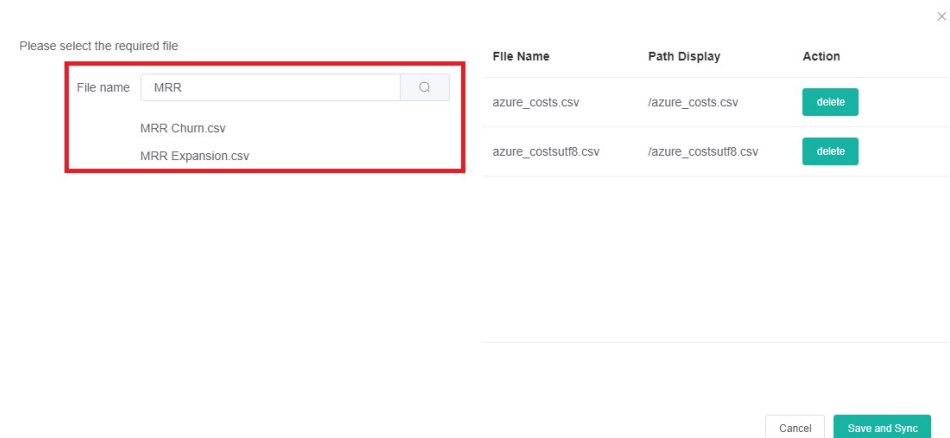 Please select the required file
File name MRR
MRR Churn.csv
MRR Expansion.csv
File Name Path Display Action
azure_costs.csv /azure_costs.csv delete
azure_costsutf8.csv /azure_costsutf8.csv delete
Cancel Save and Sync